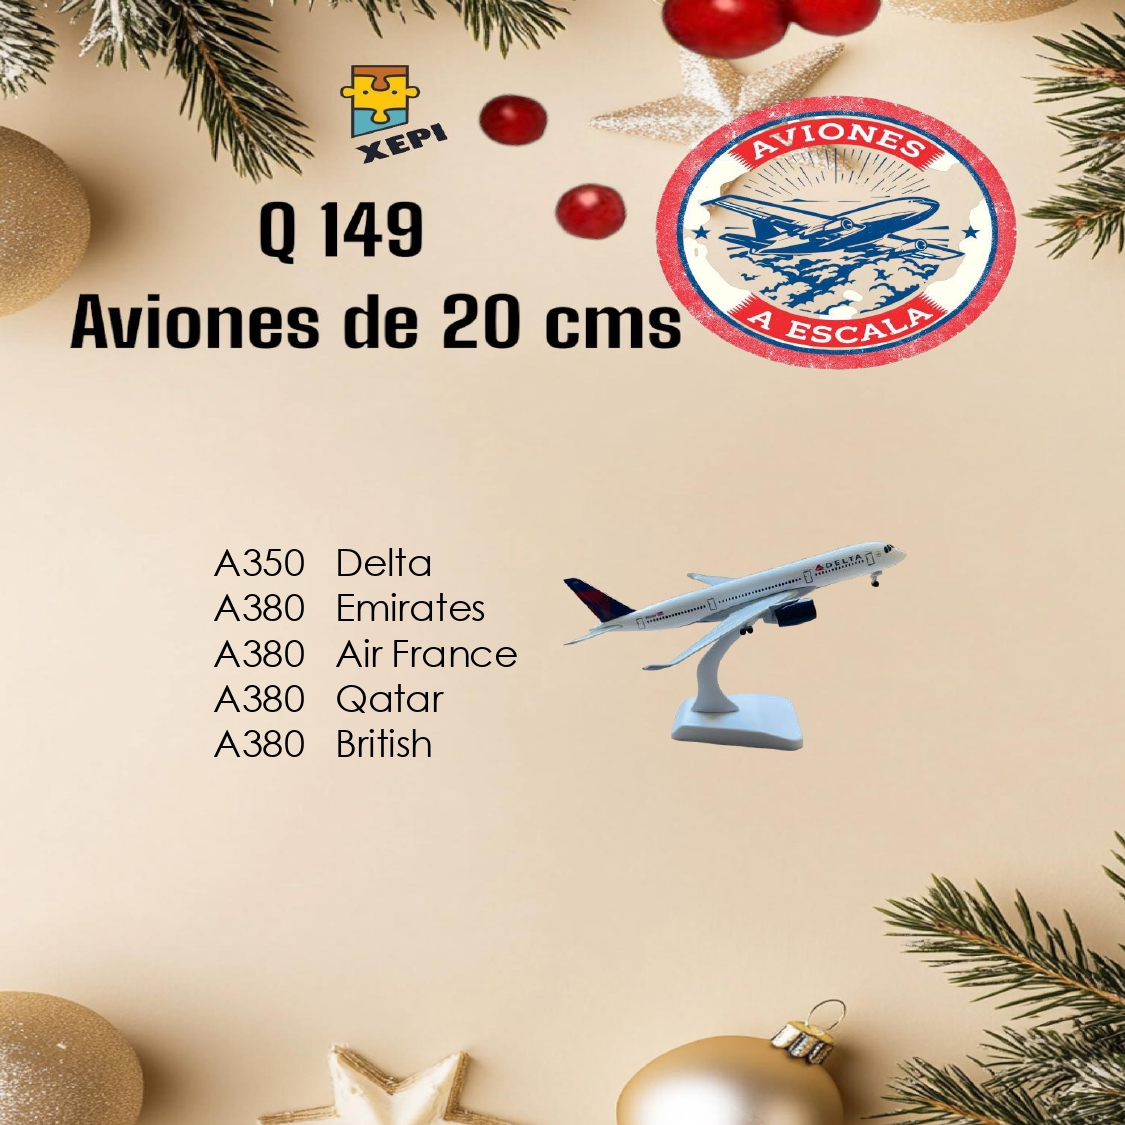 XEPI
Q 149
Aviones de 20 cms
AVIONES
A ESCALA
A350 Delta
A380 Emirates
A380 Air France
A380 Qatar
A380 British
DELTA